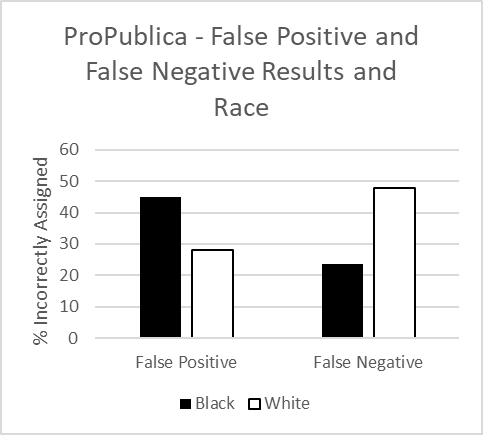 ProPublica - False Positive and
False Negative Results and
Race
% Incorrectly Assigned
60
50
40
30
20
10
0
False Positive False Negative
Black White